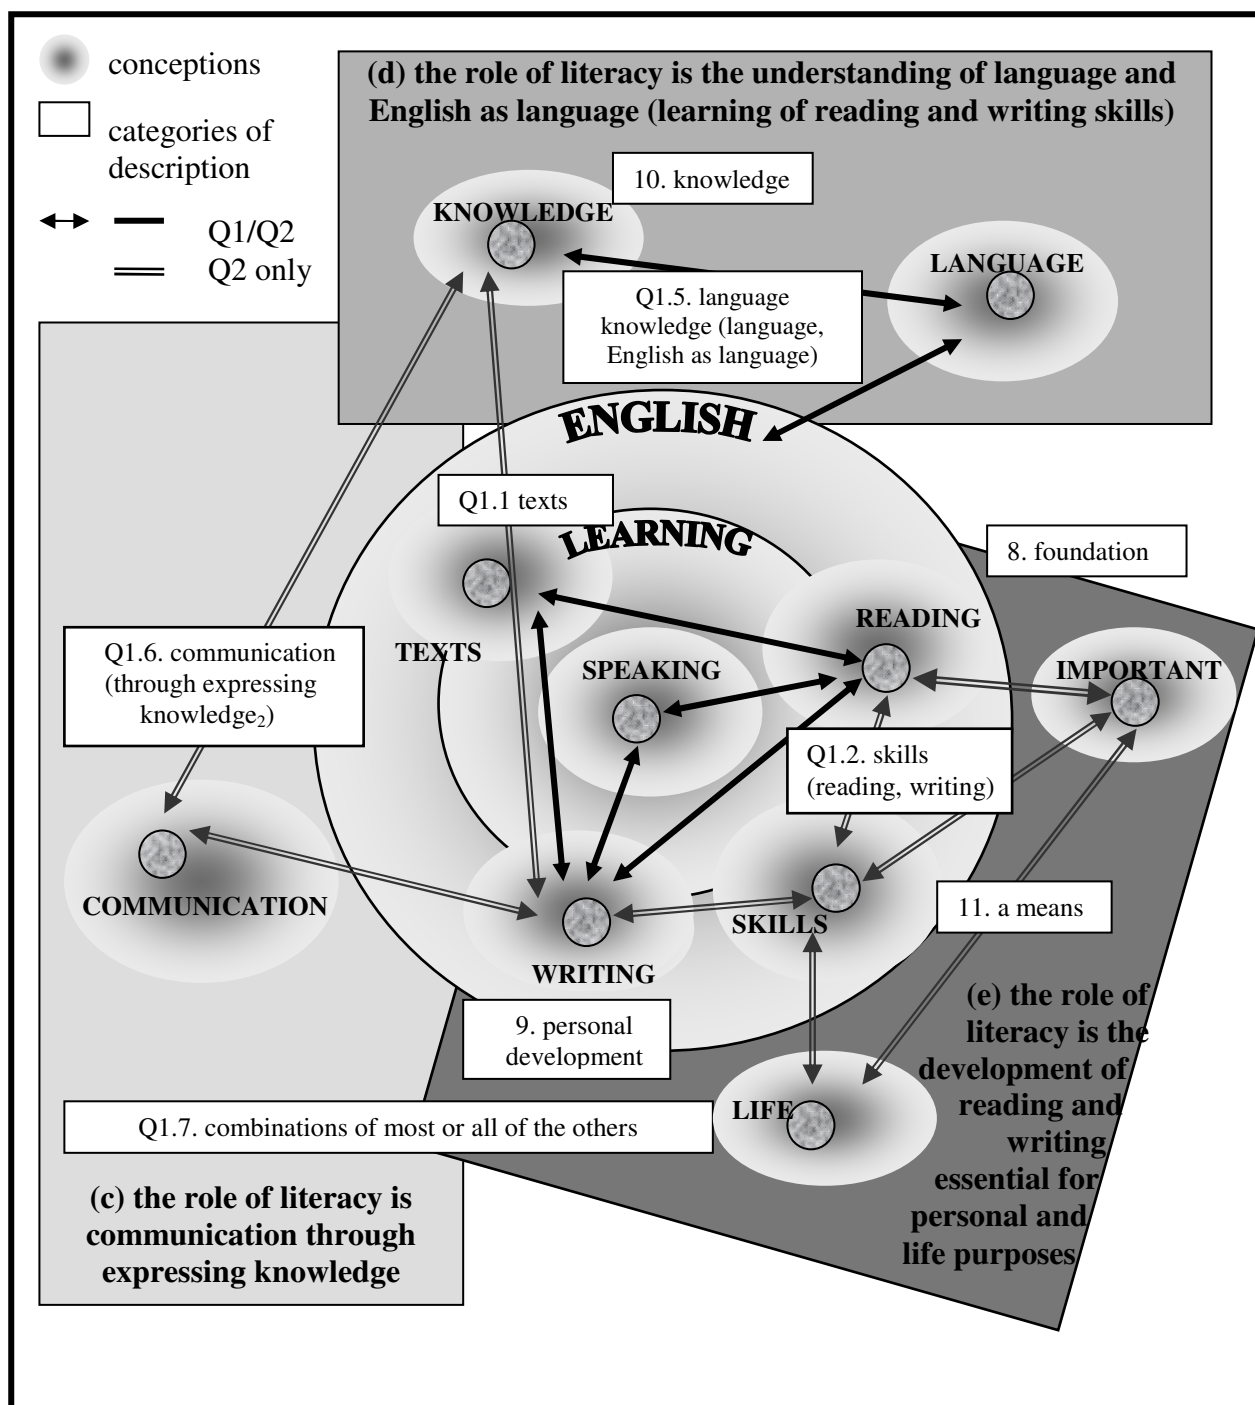 conceptions
categories of
description
Q1/Q2
Q2 only
(d) the role of literacy is the understanding of language and
English as language (learning of reading and writing skills)
10. knowledge
KNOWLEDGE
LANGUAGE
Q1.5. language
knowledge (language,
English as language)
ENGLISH
Q1.1 texts
LEARNING
8. foundation
READING
TEXTS
SPEAKING
IMPORTANT
Q1.6. communication
(through expressing
knowledge₂)
Q1.2. skills
(reading, writing)
COMMUNICATION
SKILLS
11. a means
WRITING
9. personal
development
(e) the role of
literacy is the
development of
reading and
writing
essential for
personal and
life purposes
LIFE
Q1.7. combinations of most or all of the others
(c) the role of literacy is
communication through
expressing knowledge